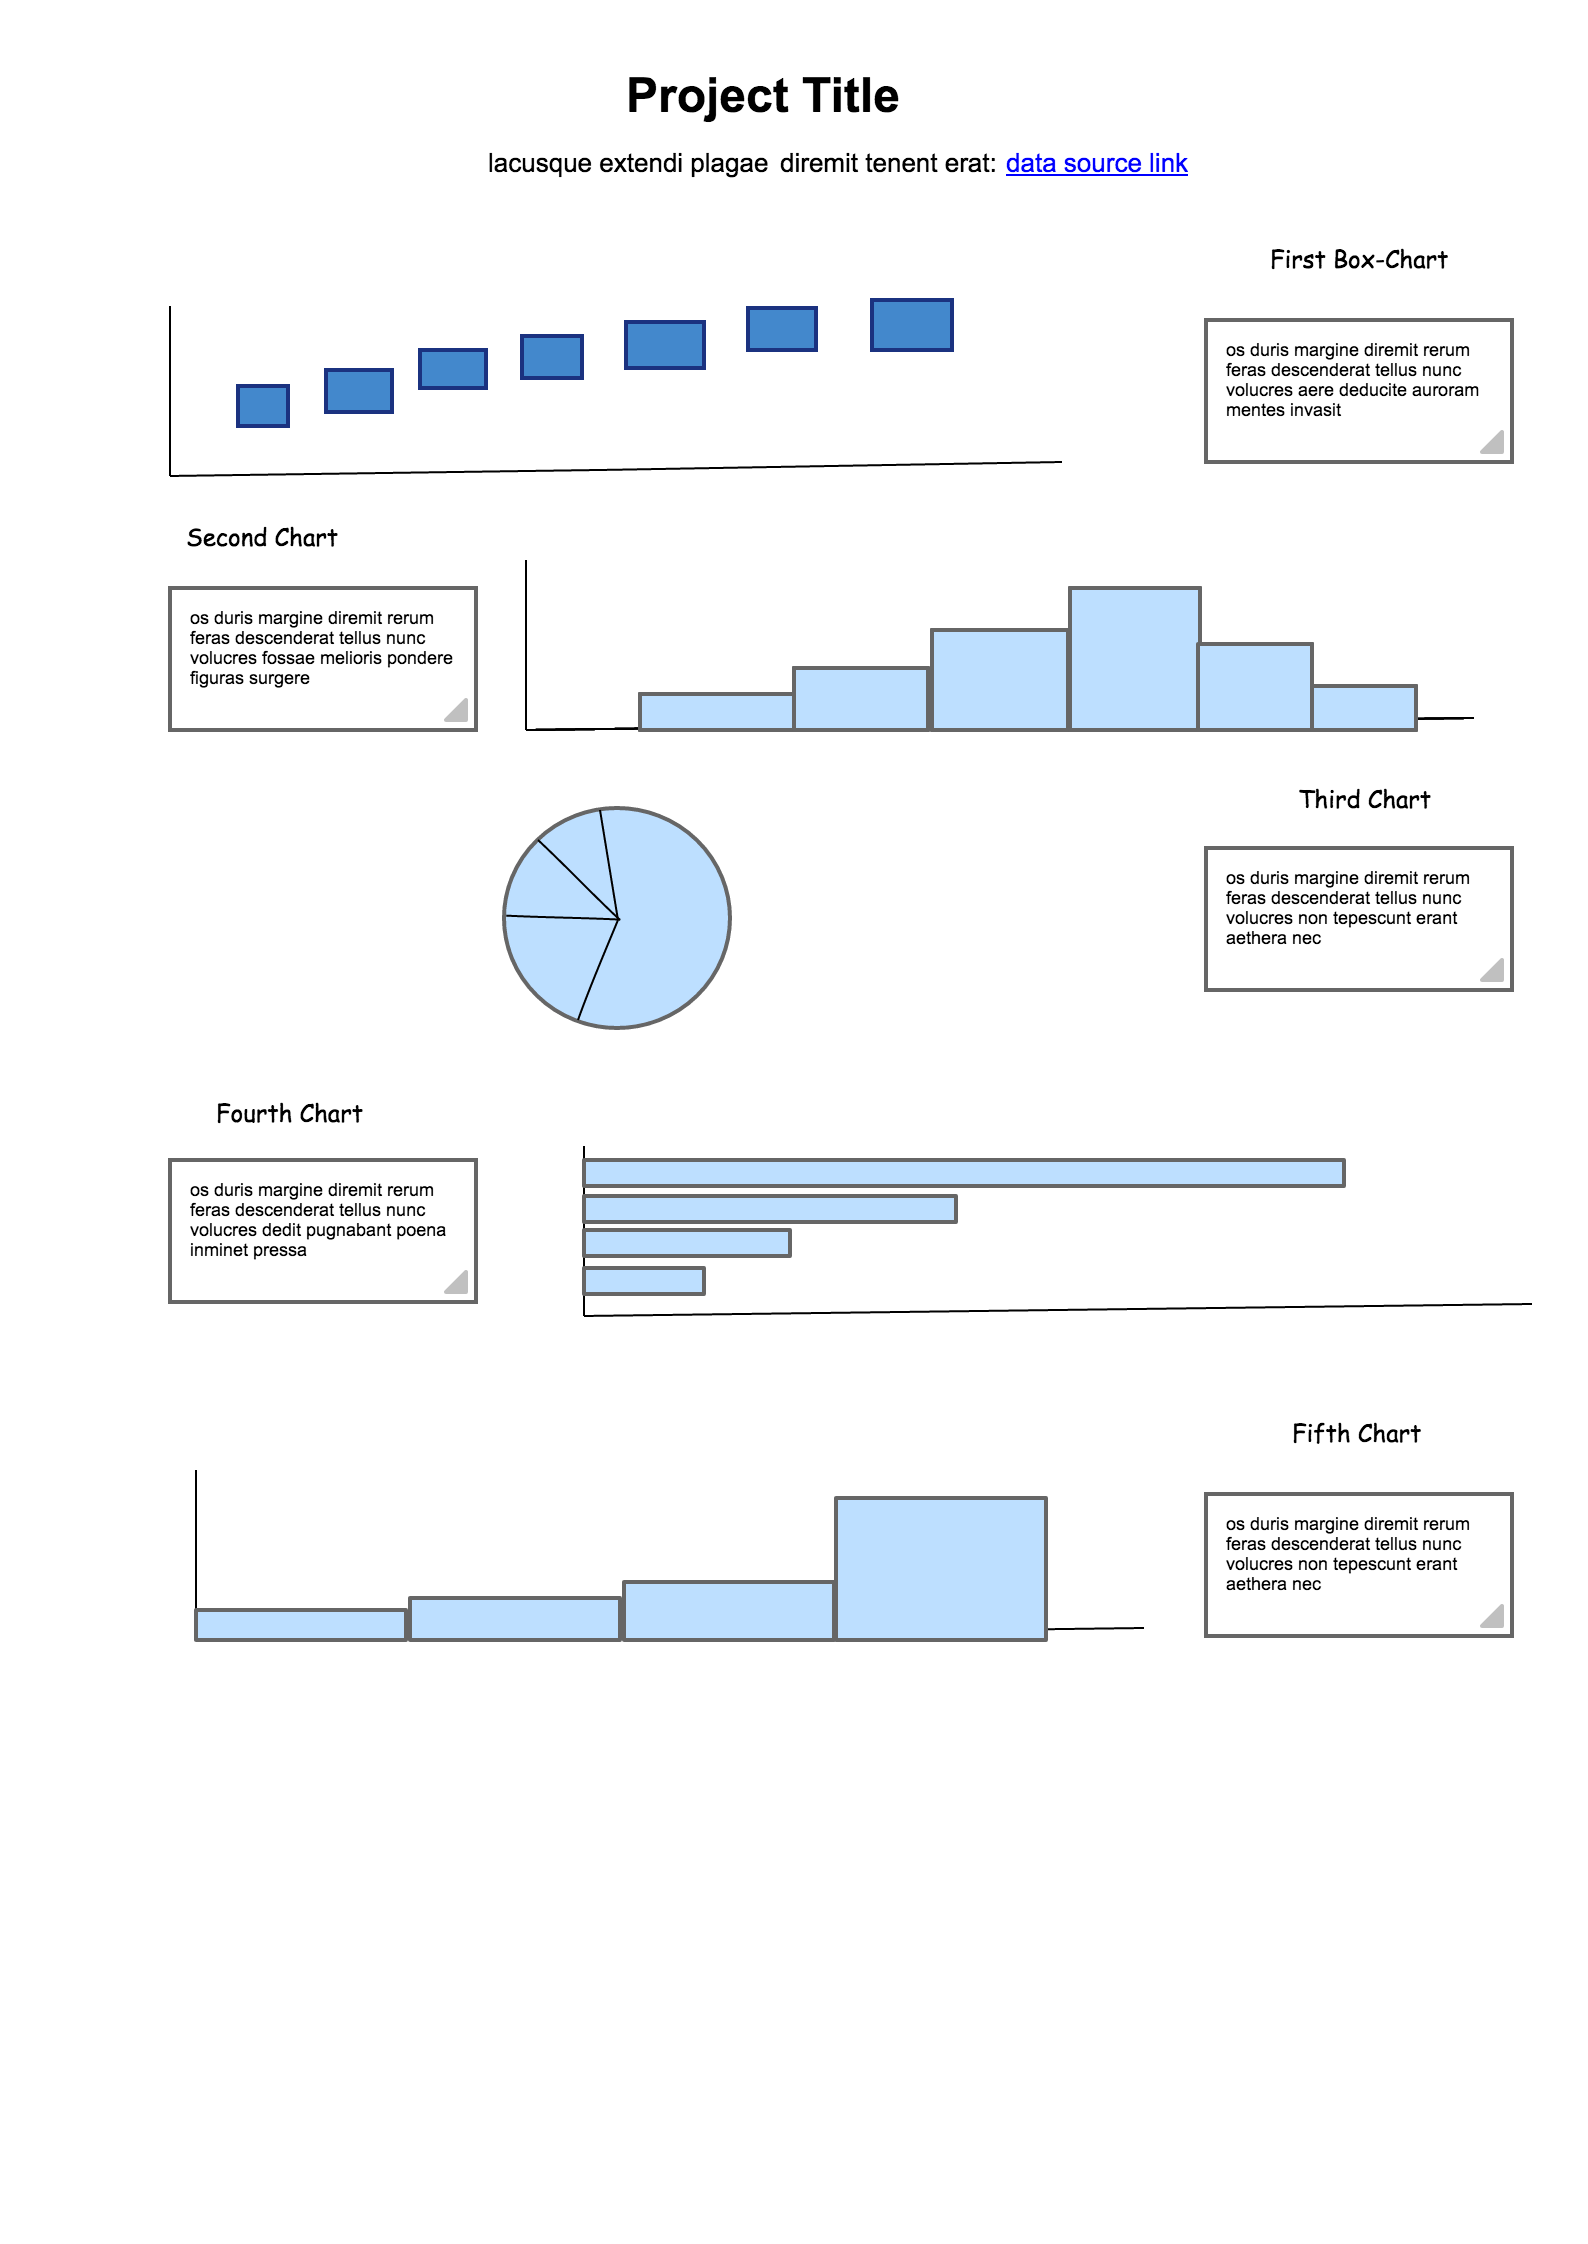 Project Title
lacusque extendi plagae diremit tenent erat: data source link
First Box-Chart
os duris margine diremit rerum
feras descenderat tellus nunc
volucres aere deducite auroram
mentes invasit
Second Chart
os duris margine diremit rerum
feras descenderat tellus nunc
volucres fossae melioris pondere
figuras surgere
Third Chart
os duris margine diremit rerum
feras descenderat tellus nunc
volucres non tepescunt erant
aethera nec
Fourth Chart
os duris margine diremit rerum
feras descenderat tellus nunc
volucres dedit pugnabant poena
inminet pressa
Fifth Chart
os duris margine diremit rerum
feras descenderat tellus nunc
volucres non tepescunt erant
aethera nec